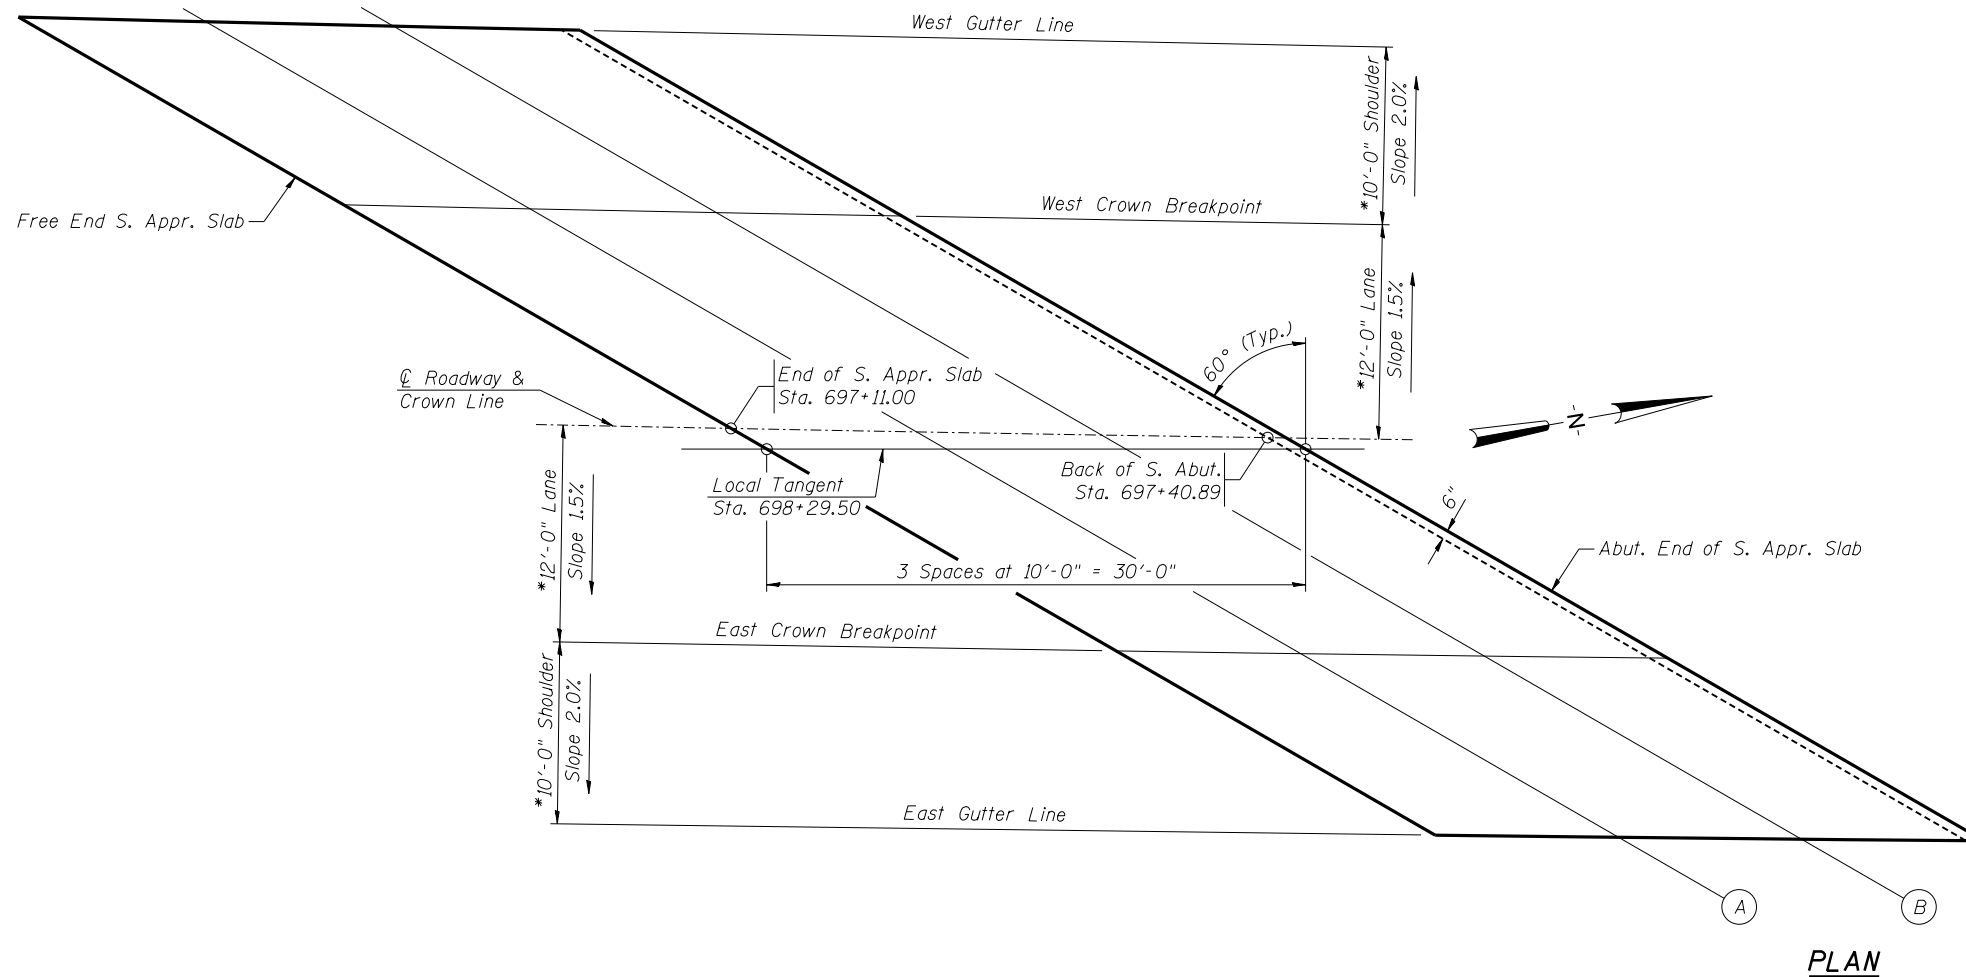 West Gutter Line
*10'-0" Shoulder
Slope 2.0%
West Crown Breakpoint
Free End S. Appr. Slab
*12'-0" Lane
Slope 1.5%
60° (Typ.)
℄ Roadway &
Crown Line
End of S. Appr. Slab
Sta. 697+11.00
-N-
Back of S. Abut.
Sta. 697+40.89
Local Tangent
Sta. 698+29.50
*12'-0" Lane
Slope 1.5%
6"
Abut. End of S. Appr. Slab
3 Spaces at 10'-0" = 30'-0"
East Crown Breakpoint
*10'-0" Shoulder
Slope 2.0%
East Gutter Line
A
B
PLAN